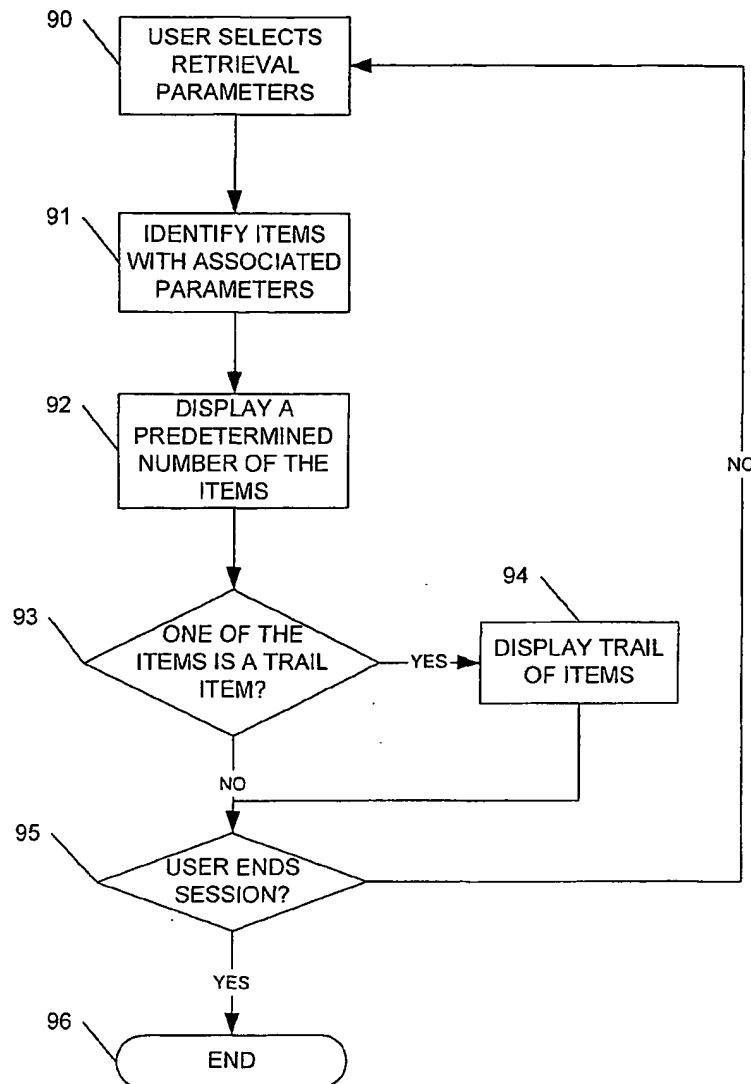 90
USER SELECTS
RETRIEVAL
PARAMETERS
91
IDENTIFY ITEMS
WITH ASSOCIATED
PARAMETERS
92
DISPLAY A
PREDETERMINED
NUMBER OF THE
ITEMS
NO
93
ONE OF THE
ITEMS IS A TRAIL
ITEM?
YES
94
DISPLAY TRAIL
OF ITEMS
NO
95
USER ENDS
SESSION?
YES
96
END